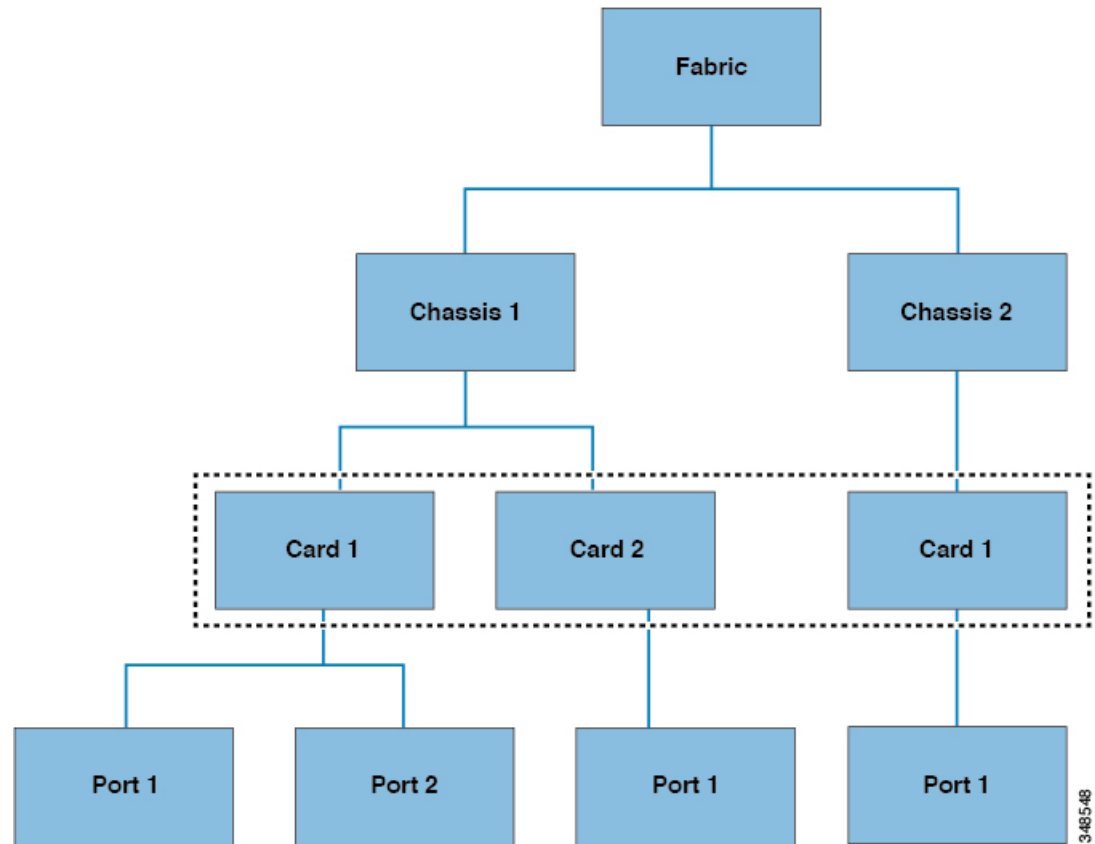 Fabric
Chassis 1
Chassis 2
Card 1
Card 2
Card 1
Port 1
Port 2
Port 1
Port 1
348548